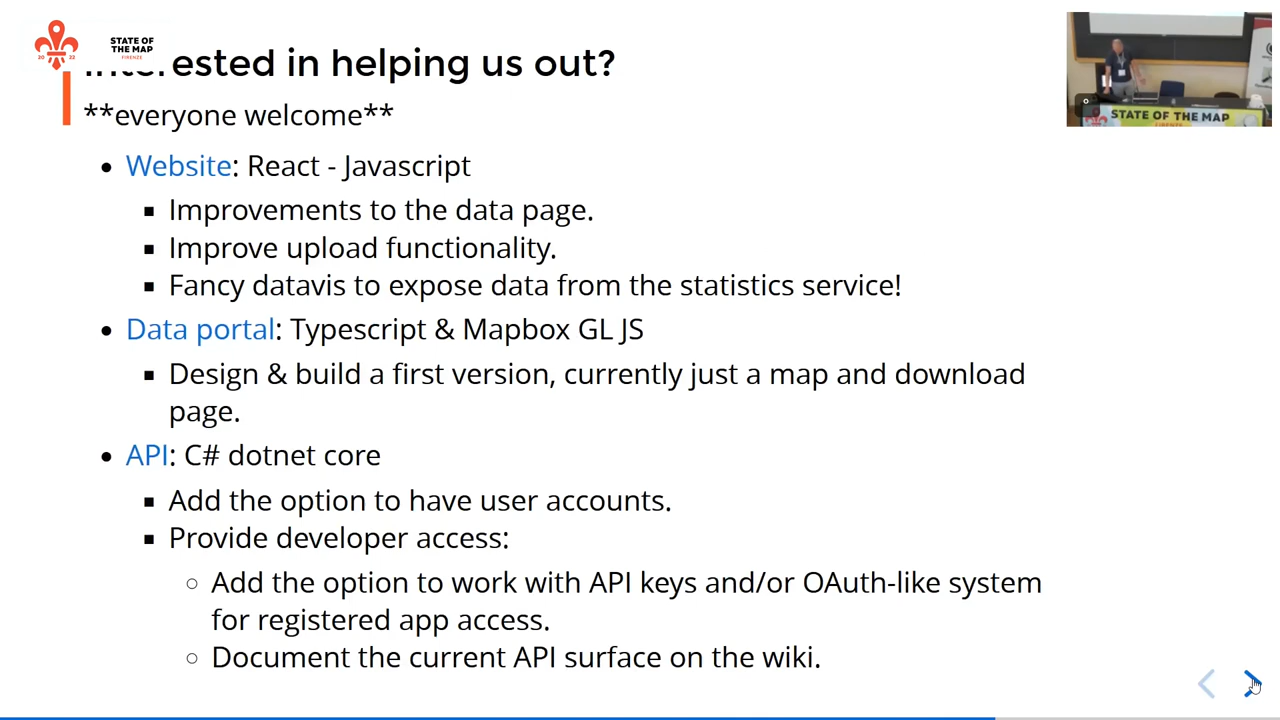 20 22
STATE OF
THE MAP
FIRENZE
Interested in helping us out?
**everyone welcome**
Website: React - Javascript
Improvements to the data page.
Improve upload functionality.
Fancy datavis to expose data from the statistics service!
Data portal: Typescript & Mapbox GL JS
Design & build a first version, currently just a map and download
page.
API: C# dotnet core
Add the option to have user accounts.
Provide developer access:
Add the option to work with API keys and/or OAuth-like system
for registered app access.
Document the current API surface on the wiki.
STATE OF THE MAP
FIRENZE